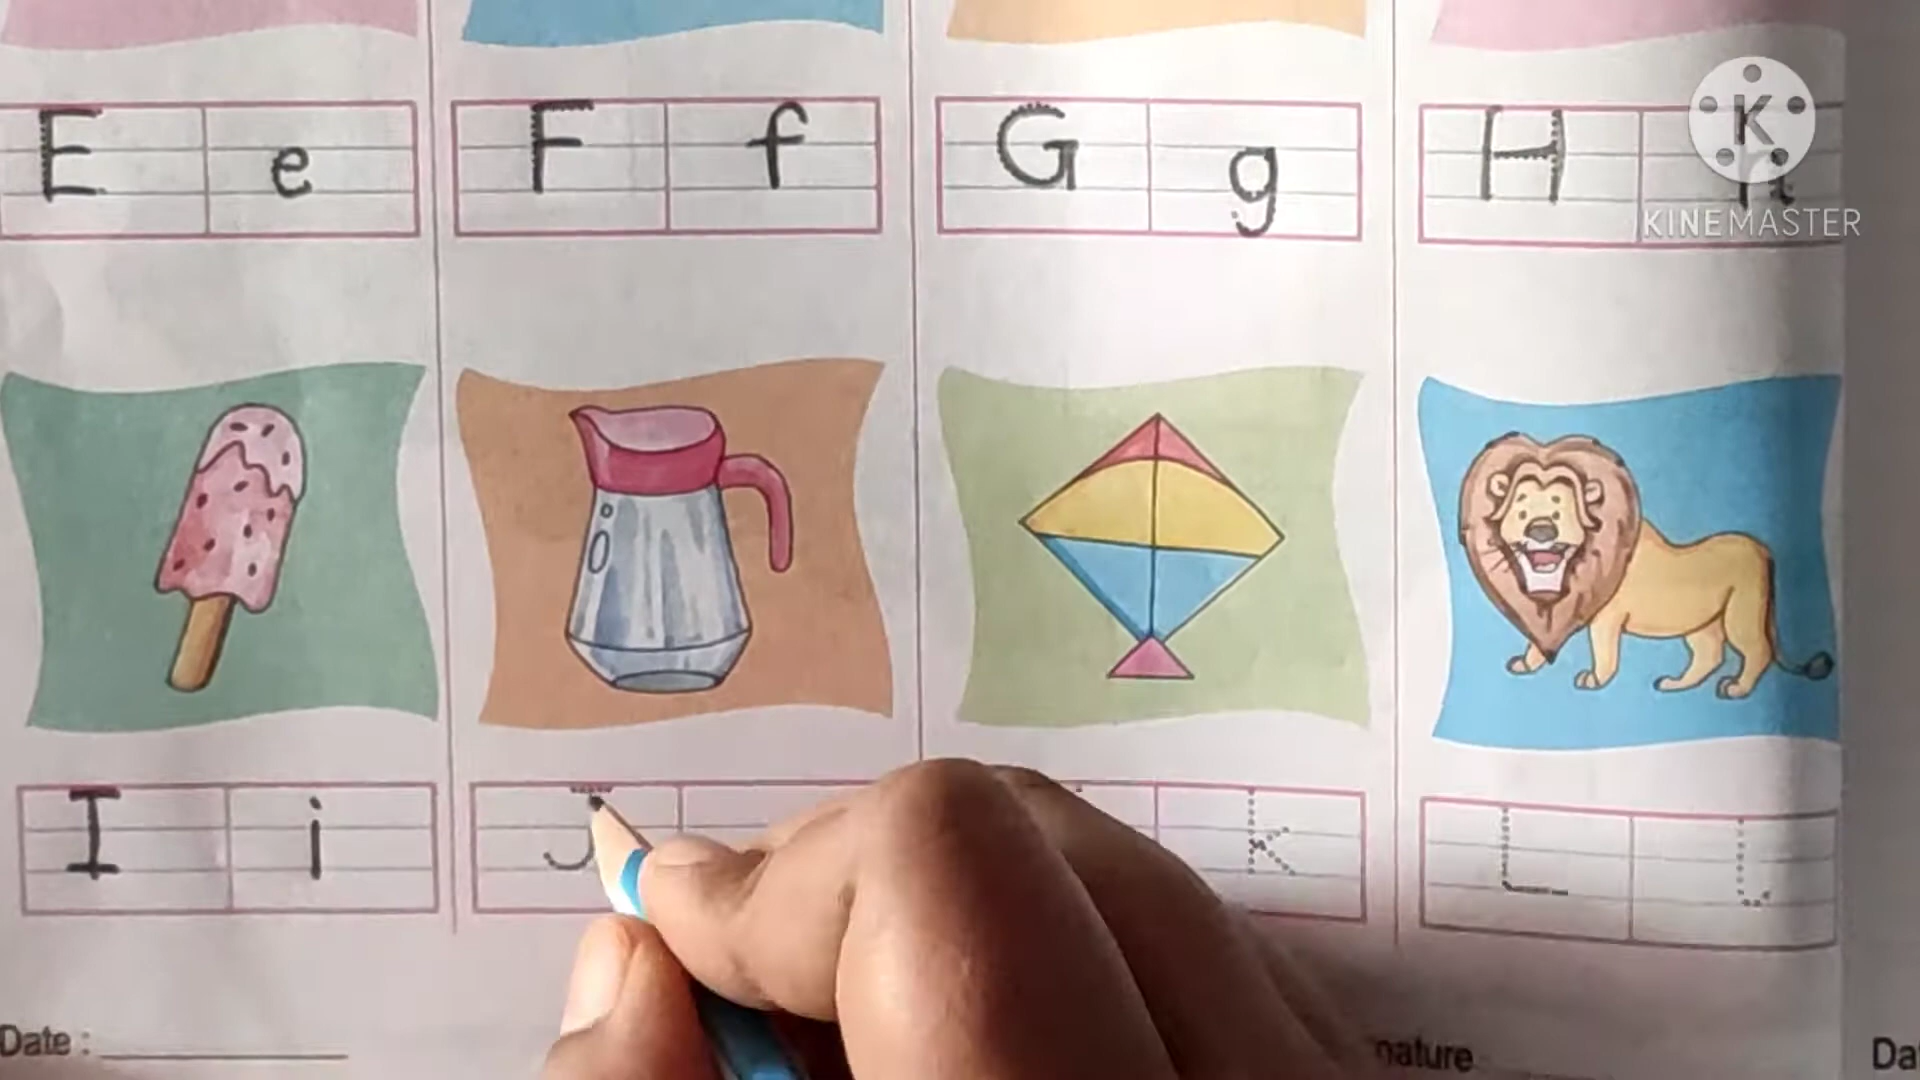 K
KINEMASTER
E e F f G g H h
I i J k L l
Date :
nature
Da